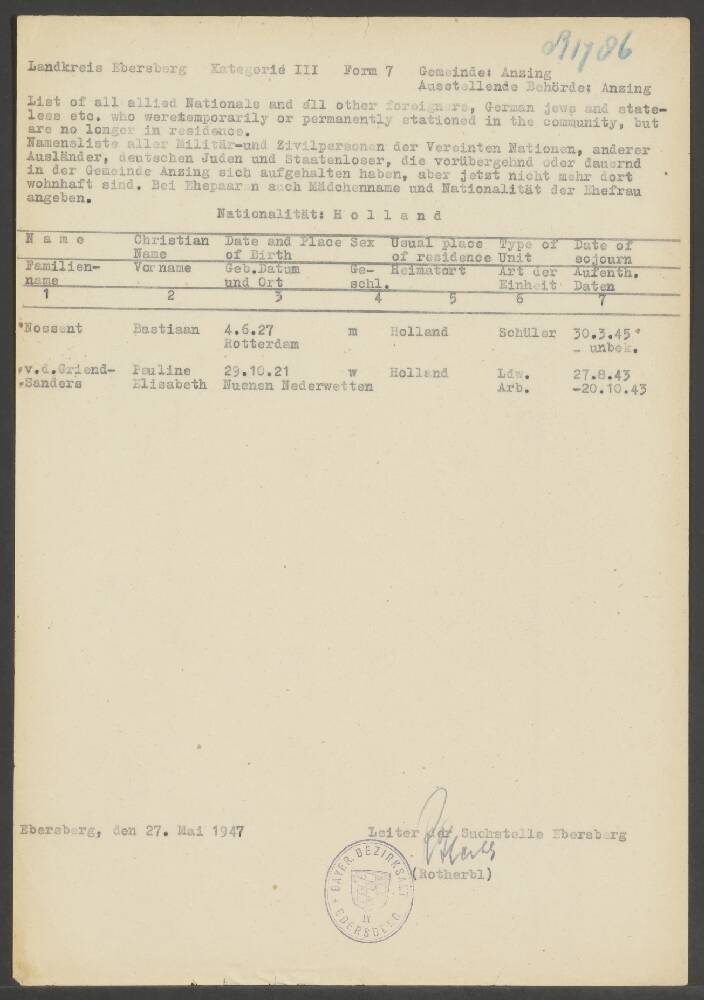 R1786
Landkreis Ebersberg Kategorie III Form 7 Gemeinde: Anzing
Ausstellende Behörde: Anzing
List of all allied Nationals and all other foreigners, German jews and state-
less etc. who weretemporarily or permanently stationed in the community, but
are no longer in residence.
Namensliste aller Militär-und Zivilpersonen der Vereinten Nationen, anderer
Ausländer, deutschen Juden und Staatenloser, die vorübergehnd oder dauernd
in der Gemeinde Anzing sich aufgehalten haben, aber jetzt nicht mehr dort
wohnhaft sind. Bei Ehepaaren auch Mädchenname und Nationalität der Ehefrau
angeben.
Nationalität: H o l l a n d
N a m e Christian Date and Place Sex Usual place Type of Date of
Name of Birth of residence Unit sojourn
Familien- Vorname Geb.Datum Ge- Heimatort Art der Aufenth.
name und Ort schl. Einheit Daten
1 2 3 4 5 6 7
Nossent Bastiaan 4.6.27 m Holland Schüler 30.3.45
Rotterdam - unbek.
v.d.Griend- Pauline 29.10.21 w Holland Ldw. 27.8.43
Sanders Elisabeth Nuenen Nederwetten Arb. -20.10.43
Ebersberg, den 27. Mai 1947 Leiter der Suchstelle Ebersberg
(Rotherbl)
BAYER. BEZIRKSAMT
IN
EBERSBERG